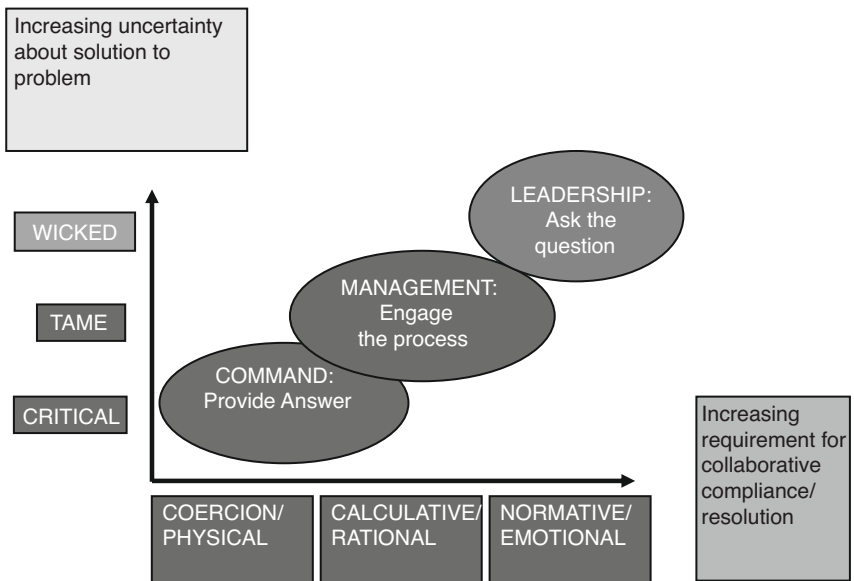 Increasing uncertainty
about solution to
problem
LEADERSHIP:
Ask the
question
WICKED
MANAGEMENT:
Engage
the process
TAME
COMMAND:
Provide Answer
CRITICAL
Increasing
requirement for
collaborative
compliance/
resolution
COERCION/
PHYSICAL
CALCULATIVE/
RATIONAL
NORMATIVE/
EMOTIONAL